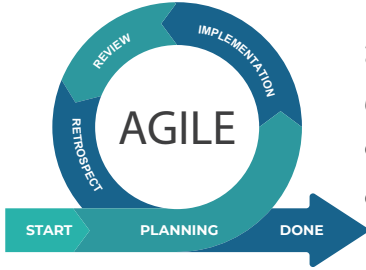 REVIEW
IMPLEMENTATION
RETROSPECT
AGILE
START
PLANNING
DONE